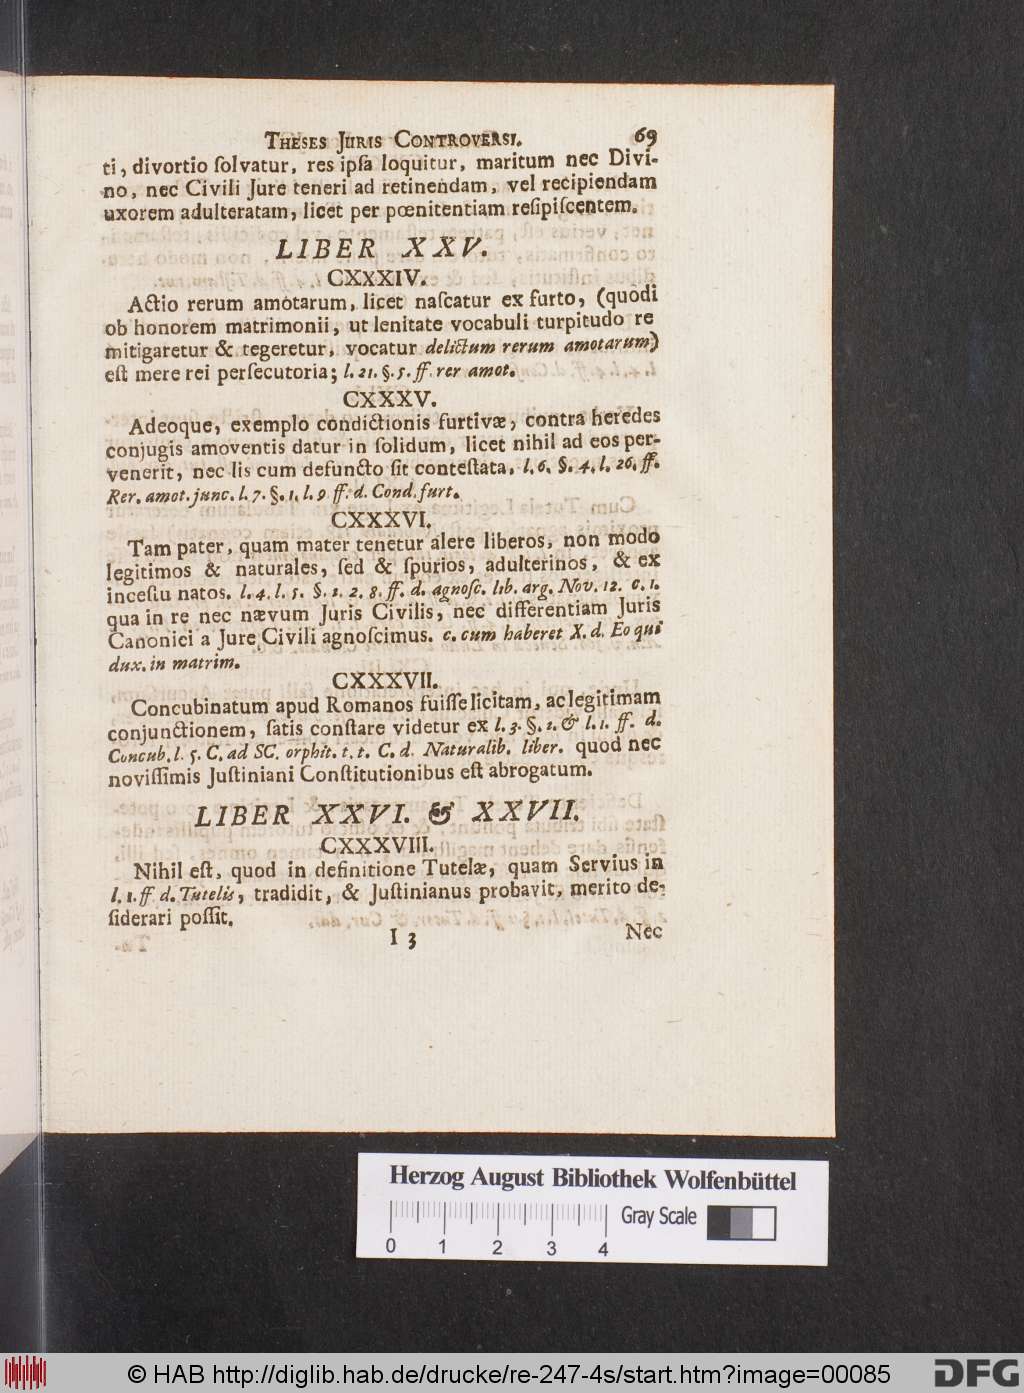 THESES JURIS CONTROVERSI. 69
ti, divortio ſolvatur, res ipſa loquitur, maritum nec Divi-
no, nec Civili Jure teneri ad retinendam, vel recipiendam
uxorem adulteratam, licet per pœnitentiam reſipiſcentem.
LIBER XXV.
CXXXIV.
Actio rerum amotarum, licet naſcatur ex furto, (quodi
ob honorem matrimonii, ut lenitate vocabuli turpitudo re
mitigaretur & tegeretur, vocatur delictum rerum amotarum)
eſt mere rei perſecutoria; l. 21. §. 5. ff. rer amot.
CXXXV.
Adeoque, exemplo condictionis furtivæ, contra heredes
conjugis amoventis datur in ſolidum, licet nihil ad eos per-
venerit, nec lis cum defuncto ſit conteſtata. l. 6. §. 4. l. 26. ff.
Rer. amot. junc. l. 7. §. 1. l. 9 ff. d. Cond. furt.
CXXXVI.
Tam pater, quam mater tenetur alere liberos, non modo
legitimos & naturales, ſed & ſpurios, adulterinos, & ex
inceſtu natos. l. 4. l. 5. §. 1. 2. 8. ff. d. agnoſc. lib. arg. Nov. 12. c. 1.
qua in re nec nævum Juris Civilis, nec differentiam Juris
Canonici a Jure Civili agnoſcimus. c. cum haberet X. d. Eo qui
dux. in matrim.
CXXXVII.
Concubinatum apud Romanos fuiſſe licitam, ac legitimam
conjunctionem, ſatis conſtare videtur ex l. 3. §. 1. & l. 1. ff. d.
Concub. l. 5. C. ad SC. orphit. t. t. C. d. Naturalib. liber. quod nec
noviſſimis Juſtiniani Conſtitutionibus eſt abrogatum.
LIBER XXVI. & XXVII.
CXXXVIII.
Nihil eſt, quod in definitione Tutelæ, quam Servius in
l. 1. ff d. Tutelis, tradidit, & Juſtinianus probavit, merito de-
ſiderari poſſit.
I 3 Nec
Herzog August Bibliothek Wolfenbüttel
Gray Scale
0 1 2 3 4
© HAB http://diglib.hab.de/drucke/re-247-4s/start.htm?image=00085
DFG